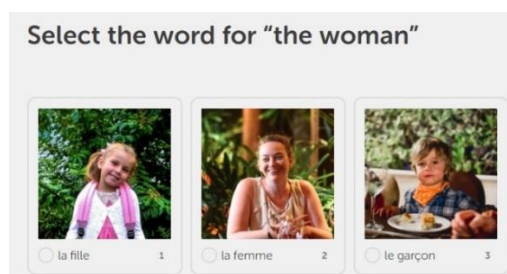 Select the word for “the woman”
la fille 1
la femme 2
le garçon 3